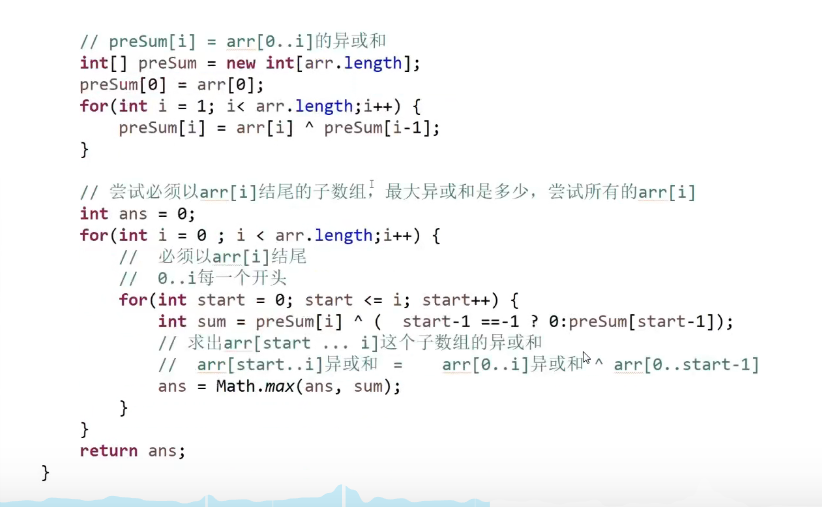 // preSum[i] = arr[0..i]的异或和
int[] preSum = new int[arr.length];
preSum[0] = arr[0];
for(int i = 1; i< arr.length;i++) {
preSum[i] = arr[i] ^ preSum[i-1];
}
// 尝试必须以arr[i]结尾的子数组，最大异或和是多少，尝试所有的arr[i]
int ans = 0;
for(int i = 0 ; i < arr.length;i++) {
// 必须以arr[i]结尾
// 0..i每一个开头
for(int start = 0; start <= i; start++) {
int sum = preSum[i] ^ ( start-1 ==-1 ? 0:preSum[start-1]);
// 求出arr[start ... i]这个子数组的异或和
// arr[start..i]异或和 = arr[0..i]异或和 ^ arr[0..start-1]
ans = Math.max(ans, sum);
}
}
return ans;
}